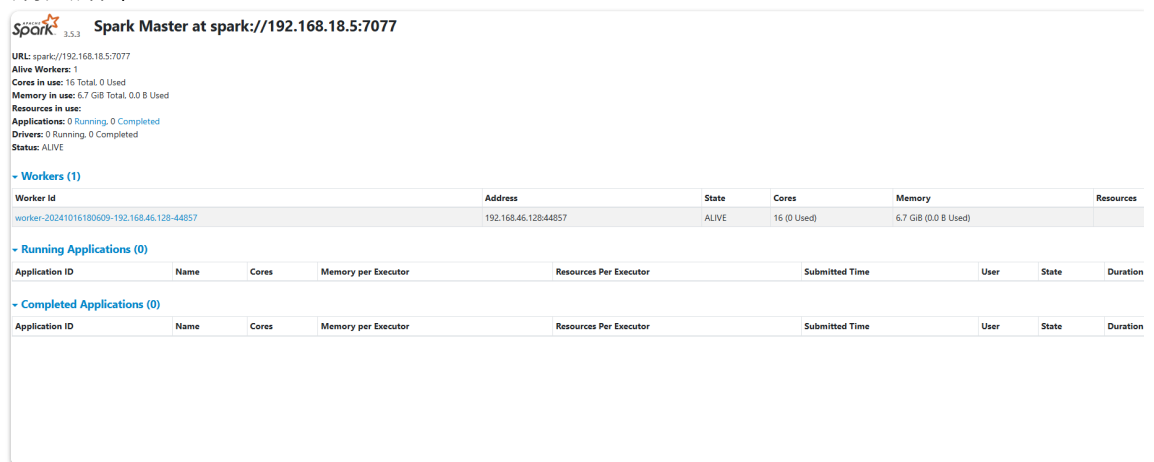 APACHE Spark 3.5.3 Spark Master at spark://192.168.18.5:7077
URL: spark://192.168.18.5:7077
Alive Workers: 1
Cores in use: 16 Total, 0 Used
Memory in use: 6.7 GiB Total, 0.0 B Used
Resources in use:
Applications: 0 Running, 0 Completed
Drivers: 0 Running, 0 Completed
Status: ALIVE
Workers (1)
Worker Id Address State Cores Memory Resources
worker-20241016180609-192.168.46.128-44857 192.168.46.128:44857 ALIVE 16 (0 Used) 6.7 GiB (0.0 B Used)
Running Applications (0)
Application ID Name Cores Memory per Executor Resources Per Executor Submitted Time User State Duration
Completed Applications (0)
Application ID Name Cores Memory per Executor Resources Per Executor Submitted Time User State Duration